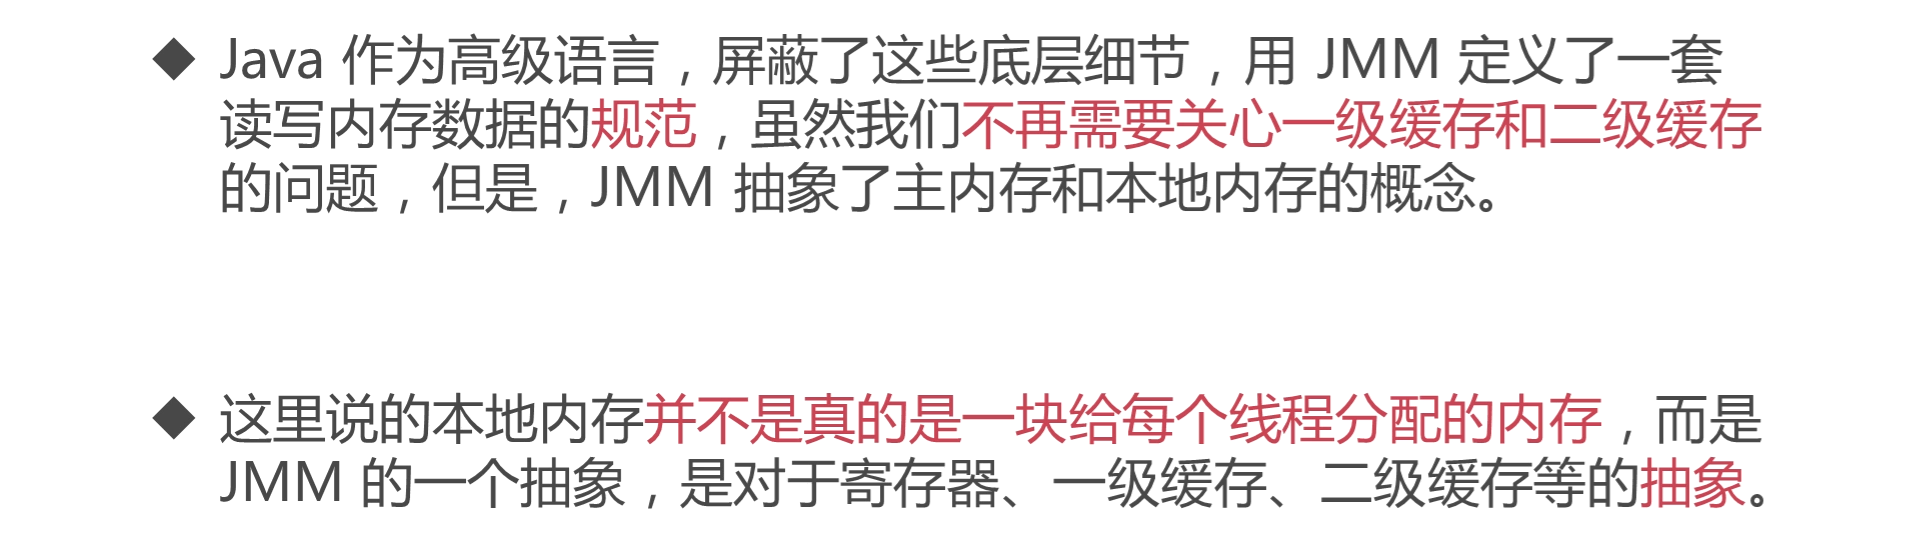 ◆ Java 作为高级语言，屏蔽了这些底层细节，用 JMM 定义了一套
读写内存数据的规范，虽然我们不再需要关心一级缓存和二级缓存
的问题，但是，JMM 抽象了主内存和本地内存的概念。
◆ 这里说的本地内存并不是真的是一块给每个线程分配的内存，而是
JMM 的一个抽象，是对于寄存器、一级缓存、二级缓存等的抽象。